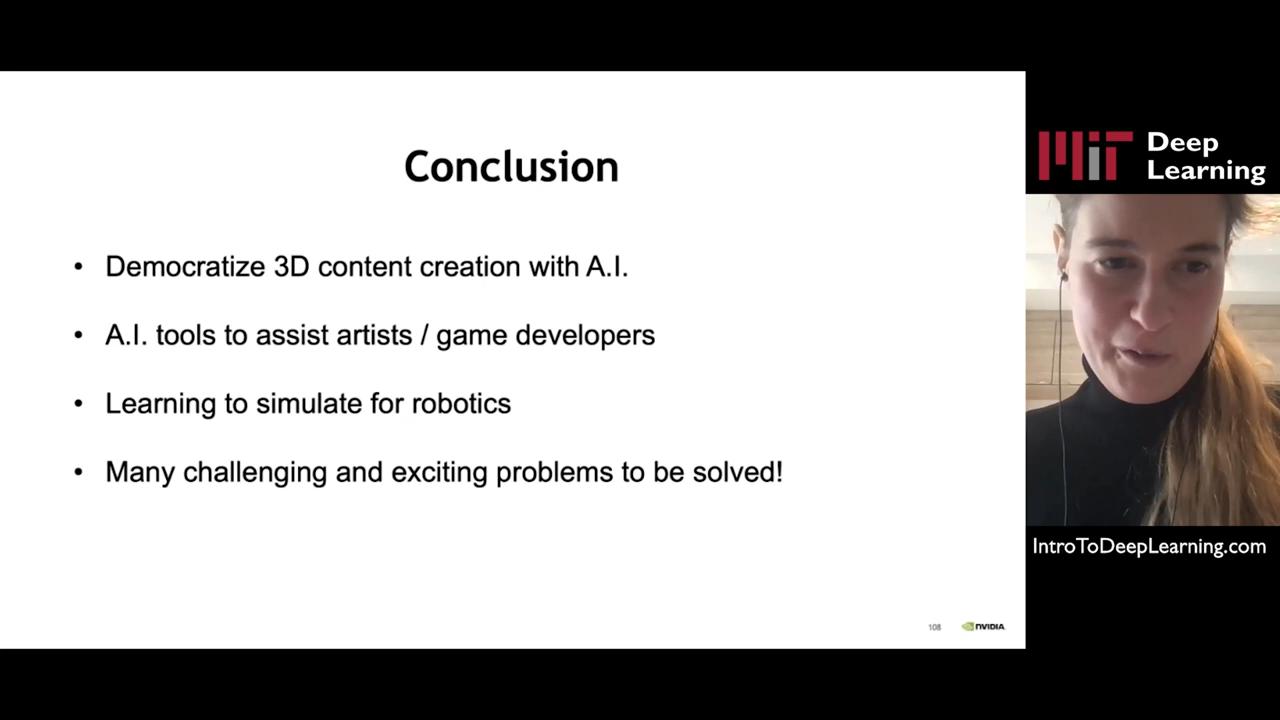 Conclusion
• Democratize 3D content creation with A.I.
• A.I. tools to assist artists / game developers
• Learning to simulate for robotics
• Many challenging and exciting problems to be solved!
108
NVIDIA
MIT
Deep
Learning
IntroToDeepLearning.com